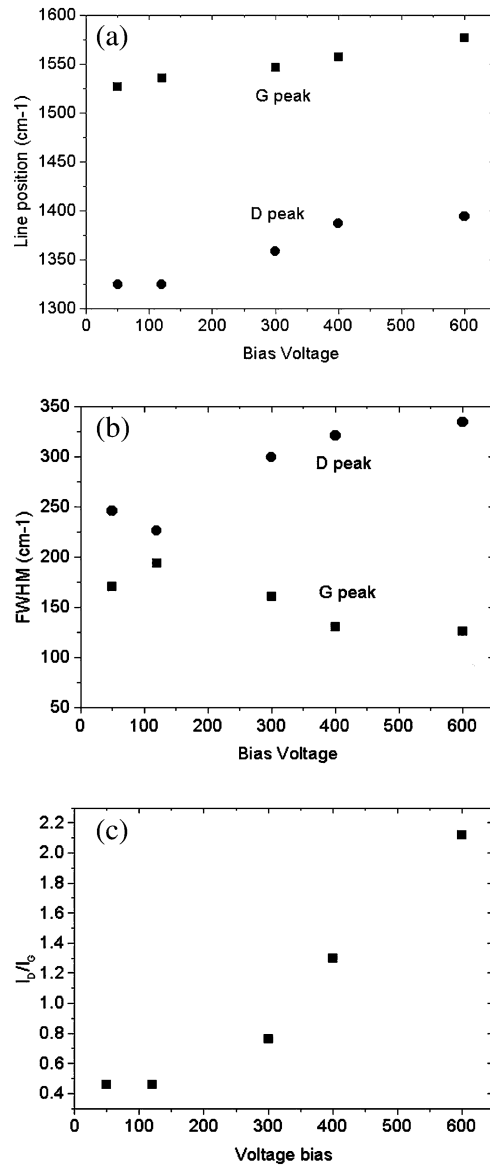 (a)
1600
1550
1500
1450
1400
1350
1300
Line position (cm-1)
G peak
D peak
0 100 200 300 400 500 600
Bias Voltage
(b)
350
300
250
200
150
100
50
FWHM (cm-1)
D peak
G peak
0 100 200 300 400 500 600
Bias Voltage
(c)
2.2
2.0
1.8
1.6
1.4
1.2
1.0
0.8
0.6
0.4
I_D/I_G
0 100 200 300 400 500 600
Voltage bias